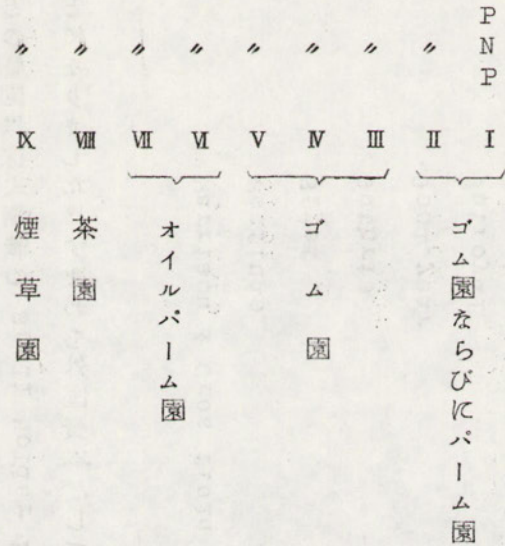 PNP I
〃 II
ゴム園ならびにパーム園
〃 III
〃 IV
〃 V
ゴム園
〃 VI
〃 VII
オイルパーム園
〃 VIII 茶園
〃 IX 煙草園